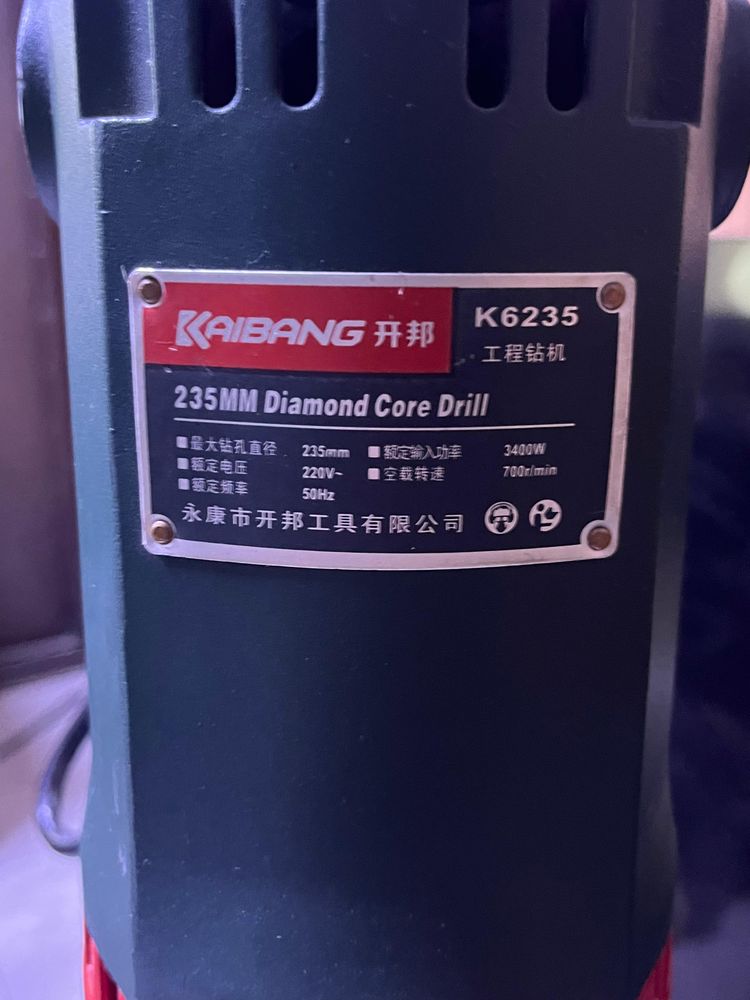 KAIBANG 开邦
K6235
工程钻机
235MM Diamond Core Drill
■最大钻孔直径 235mm ■额定输入功率 3400W
■额定电压 220V~ ■空载转速 700r/min
■额定频率 50Hz
永康市开邦工具有限公司